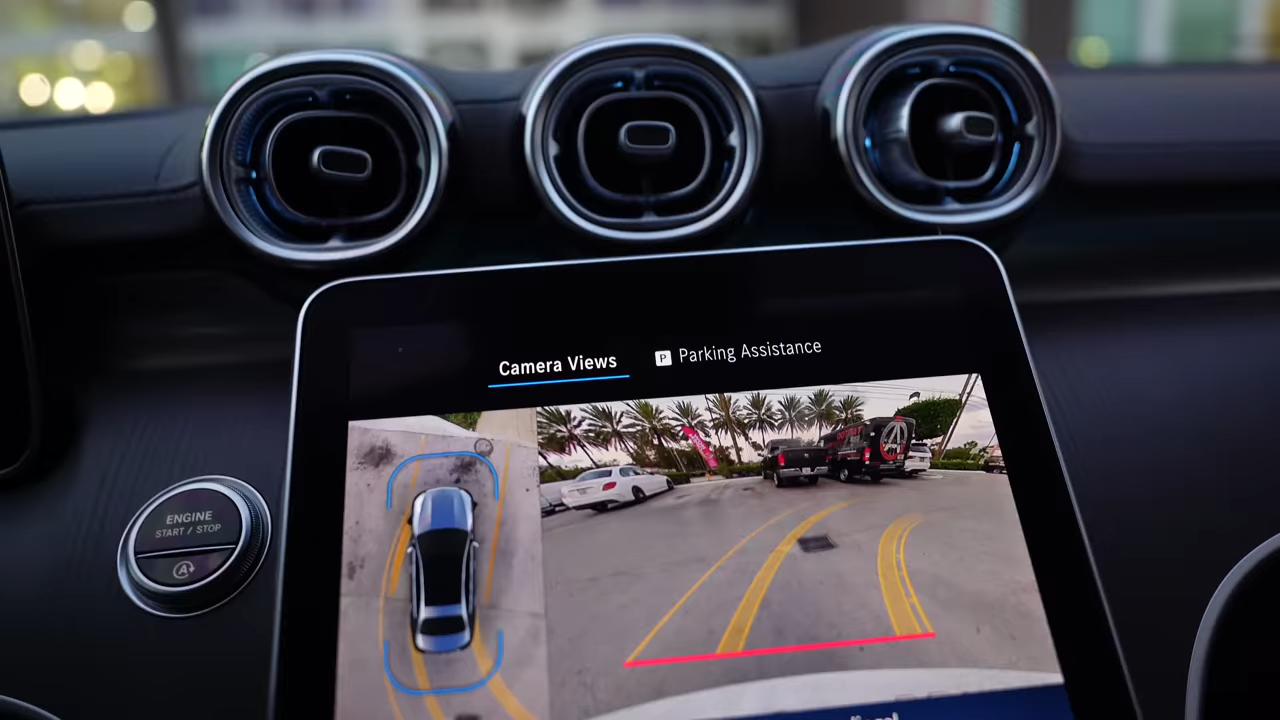 Camera Views
P Parking Assistance
ENGINE
START / STOP
A